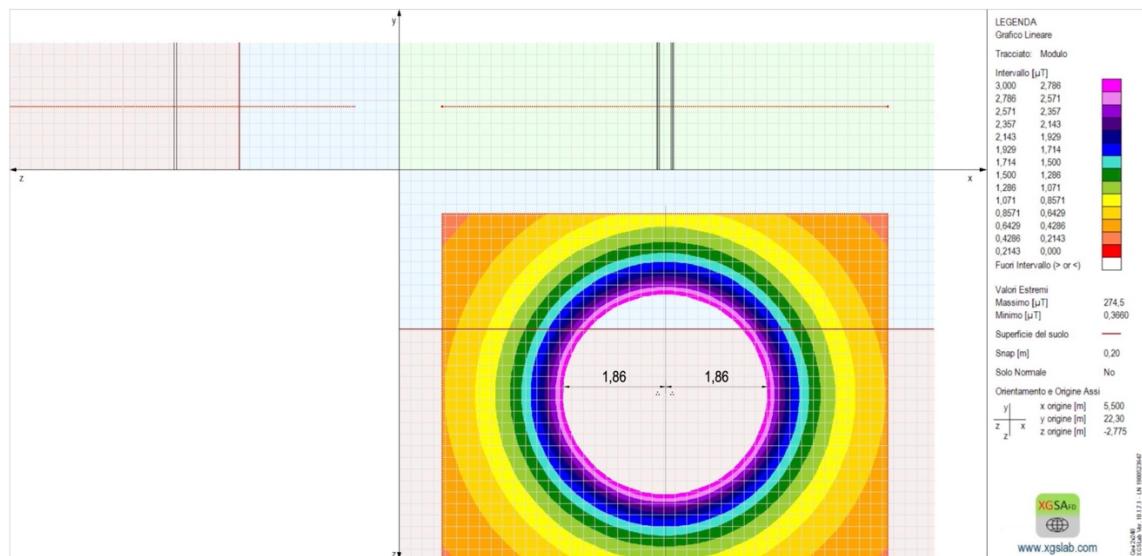 y
z
x
z
1,86
1,86
LEGENDA
Grafico Lineare
Tracciato: Modulo
Intervallo [µT]
3,000 2,786
2,786 2,571
2,571 2,357
2,357 2,143
2,143 1,929
1,929 1,714
1,714 1,500
1,500 1,286
1,286 1,071
1,071 0,8571
0,8571 0,6429
0,6429 0,4286
0,4286 0,2143
0,2143 0,000
Fuori Intervallo (> or <)
Valori Estremi
Massimo [µT] 274,5
Minimo [µT] 0,3660
Superficie del suolo
Snap [m] 0,20
Solo Normale No
Orientamento e Origine Assi
y
z x
z
x origine [m] 5,500
y origine [m] 22,30
z origine [m] -2,775
XGSAFD
www.xgslab.com